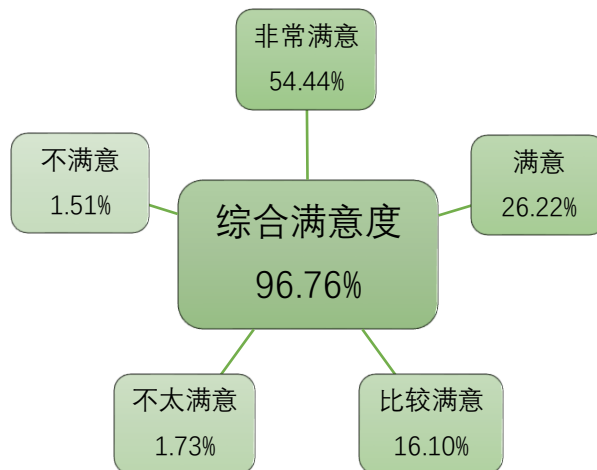 非常满意
54.44%
不满意
1.51%
满意
26.22%
综合满意度
96.76%
不太满意
1.73%
比较满意
16.10%